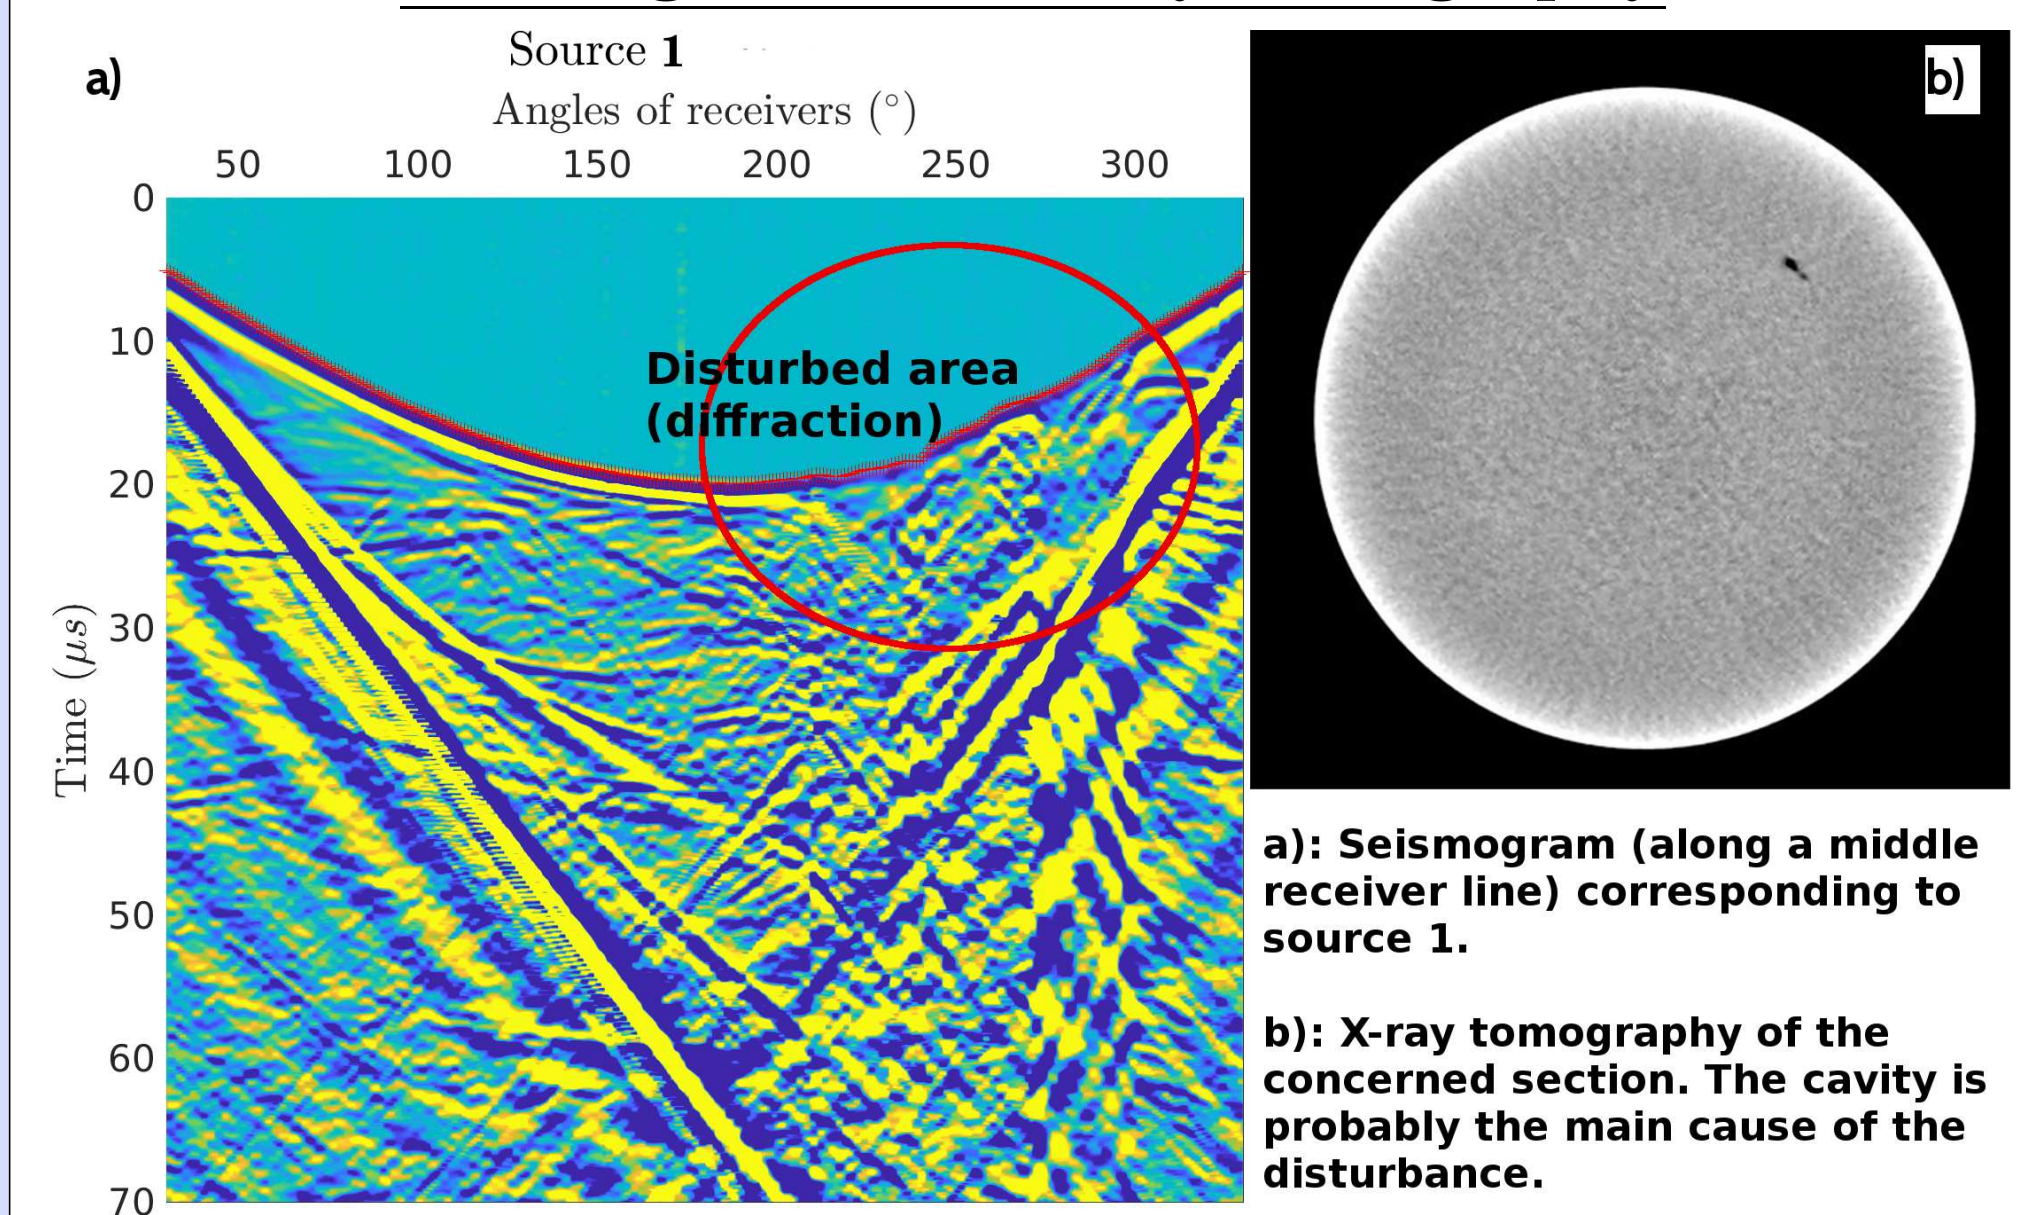 a)
Source 1
Angles of receivers (°)
50 100 150 200 250 300
0
10
20
30
40
50
60
70
Time (μs)
Disturbed area
(diffraction)
b)
a): Seismogram (along a middle
receiver line) corresponding to
source 1.
b): X-ray tomography of the
concerned section. The cavity is
probably the main cause of the
disturbance.